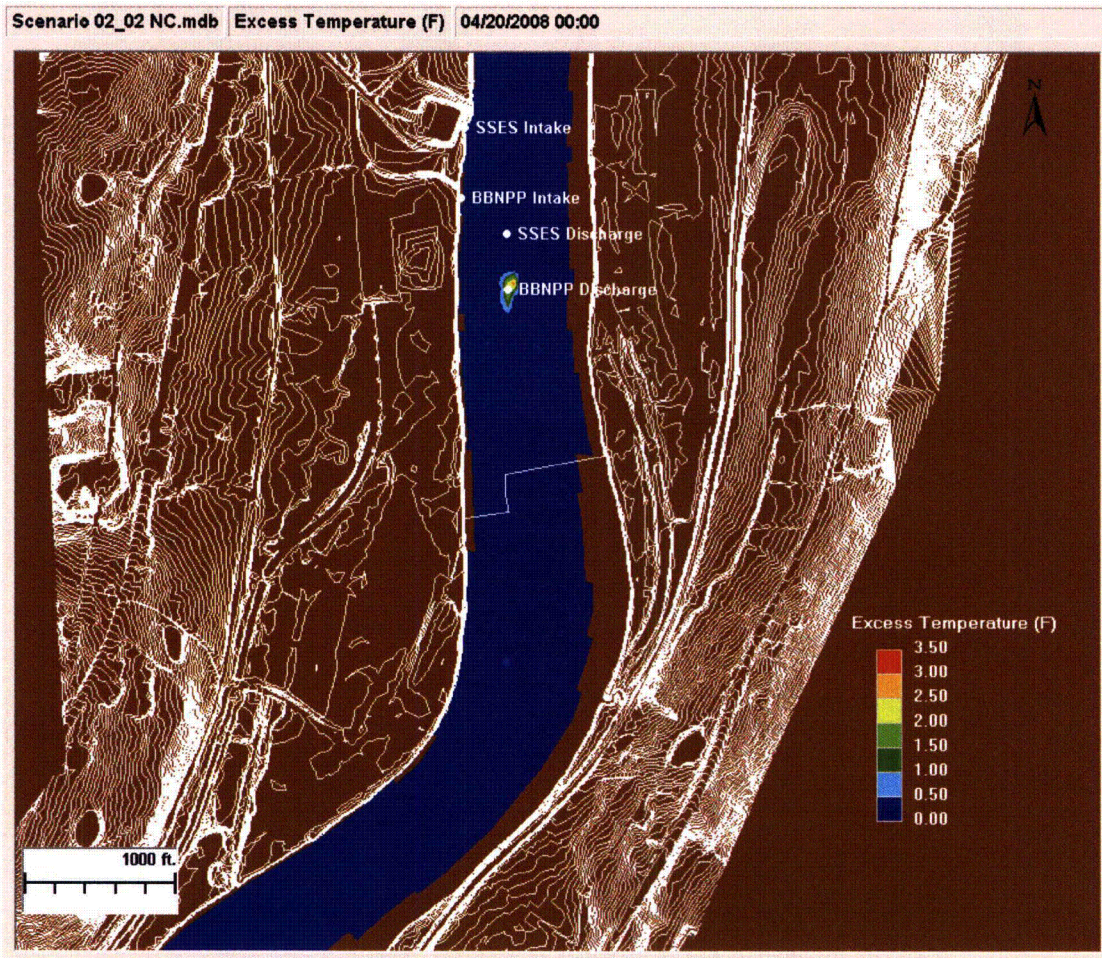 Scenario 02_02 NC.mdb Excess Temperature (F) 04/20/2008 00:00
N
SSES Intake
BBNPP Intake
SSES Discharge
BBNPP Discharge
Excess Temperature (F)
3.50
3.00
2.50
2.00
1.50
1.00
0.50
0.00
1000 ft.